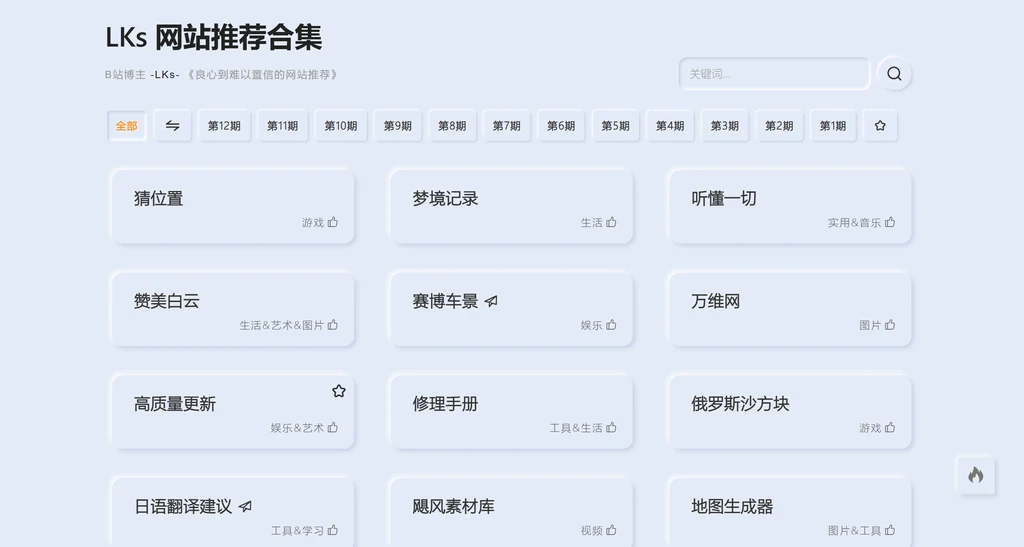 LKs 网站推荐合集
B站博主 -LKs- 《良心到难以置信的网站推荐》
关键词...
全部 第12期 第11期 第10期 第9期 第8期 第7期 第6期 第5期 第4期 第3期 第2期 第1期
猜位置 梦境记录 听懂一切
游戏 生活 实用&音乐
赞美白云 赛博车景 万维网
生活&艺术&图片 娱乐 图片
高质量更新 修理手册 俄罗斯沙方块
娱乐&艺术 工具&生活 游戏
日语翻译建议 飓风素材库 地图生成器
工具&学习 视频 图片&工具